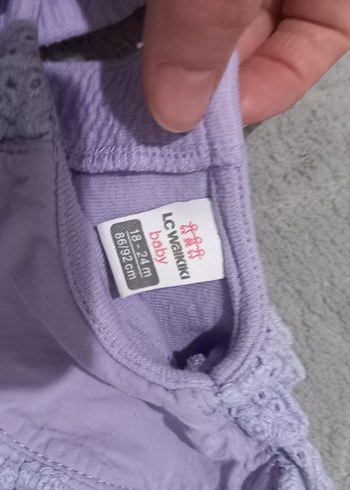 LC WAIKIKI
baby
18 - 24 m
86/92 cm